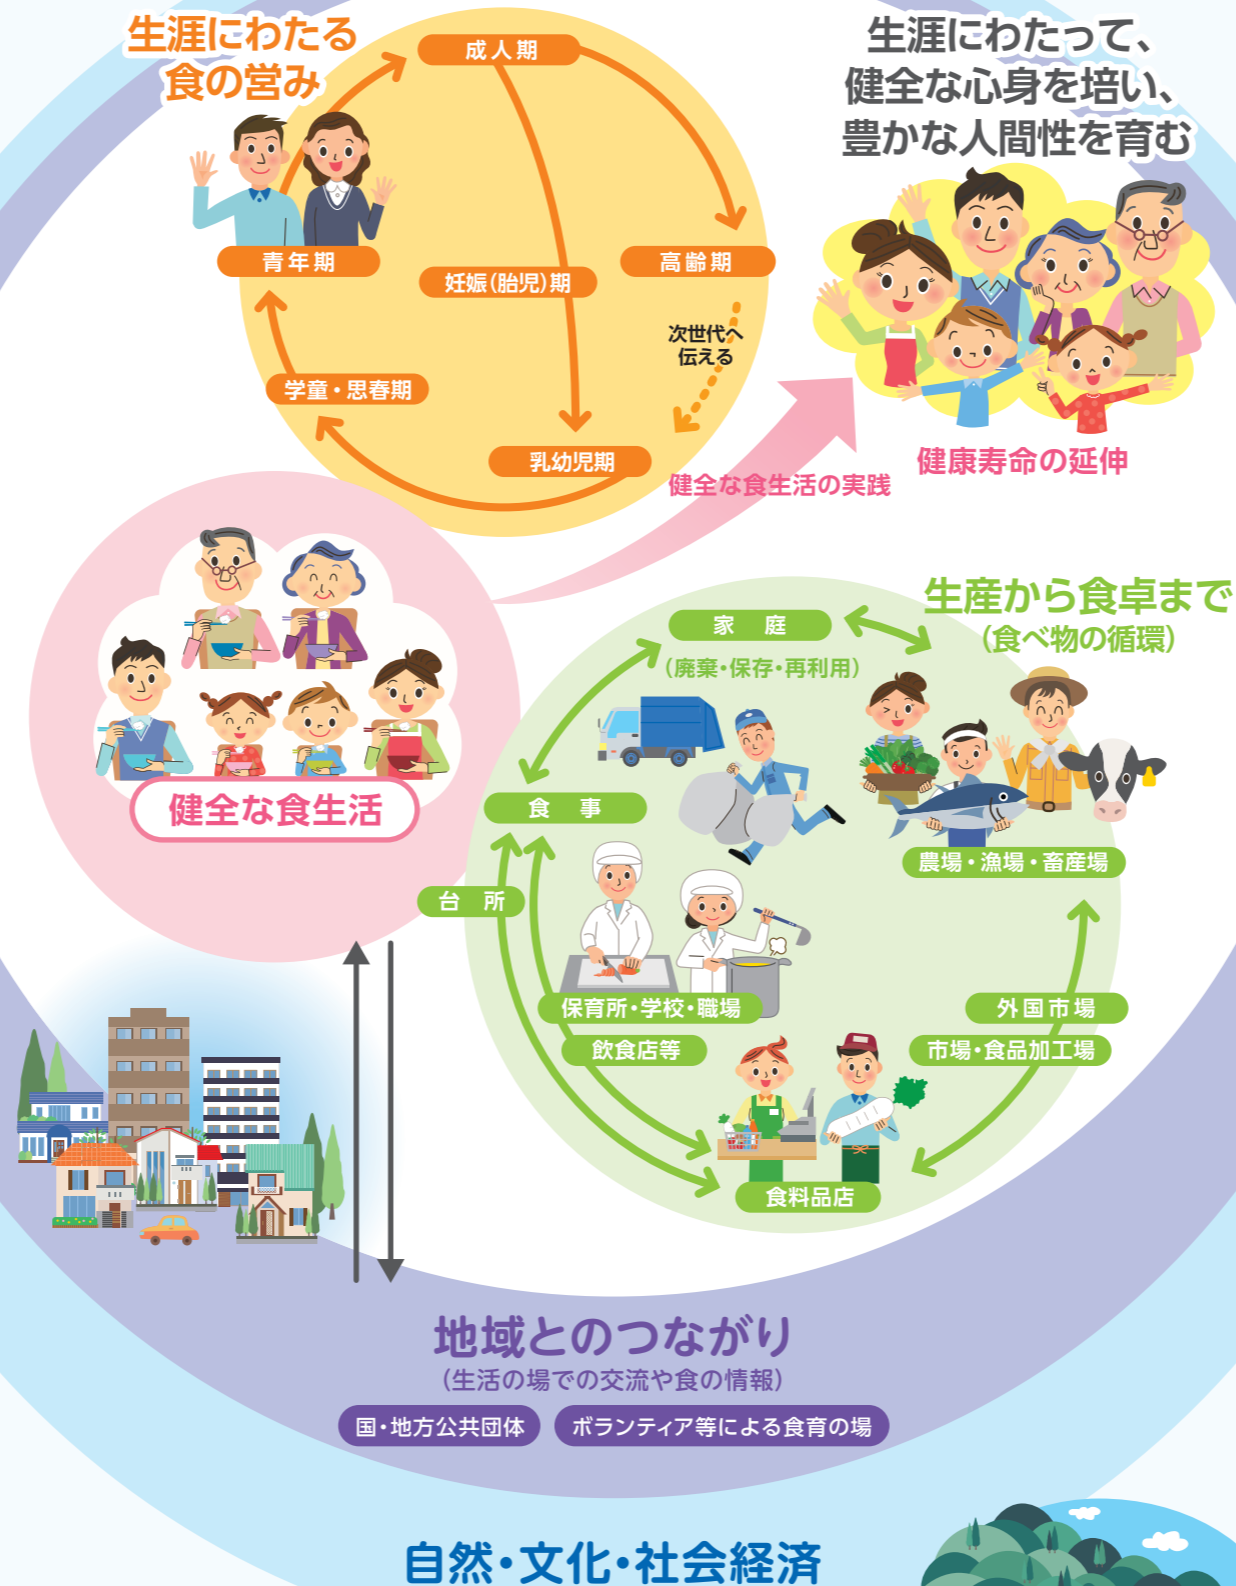 生涯にわたる
食の営み
成人期
青年期
妊娠(胎児)期
高齢期
次世代へ
伝える
学童・思春期
乳幼児期
生涯にわたって、
健全な心身を培い、
豊かな人間性を育む
健康寿命の延伸
健全な食生活の実践
健全な食生活
生産から食卓まで
(食べ物の循環)
家 庭
(廃棄・保存・再利用)
食 事
農場・漁場・畜産場
台 所
保育所・学校・職場
飲食店等
外国市場
市場・食品加工場
食料品店
地域とのつながり
(生活の場での交流や食の情報)
国・地方公共団体
ボランティア等による食育の場
自然・文化・社会経済